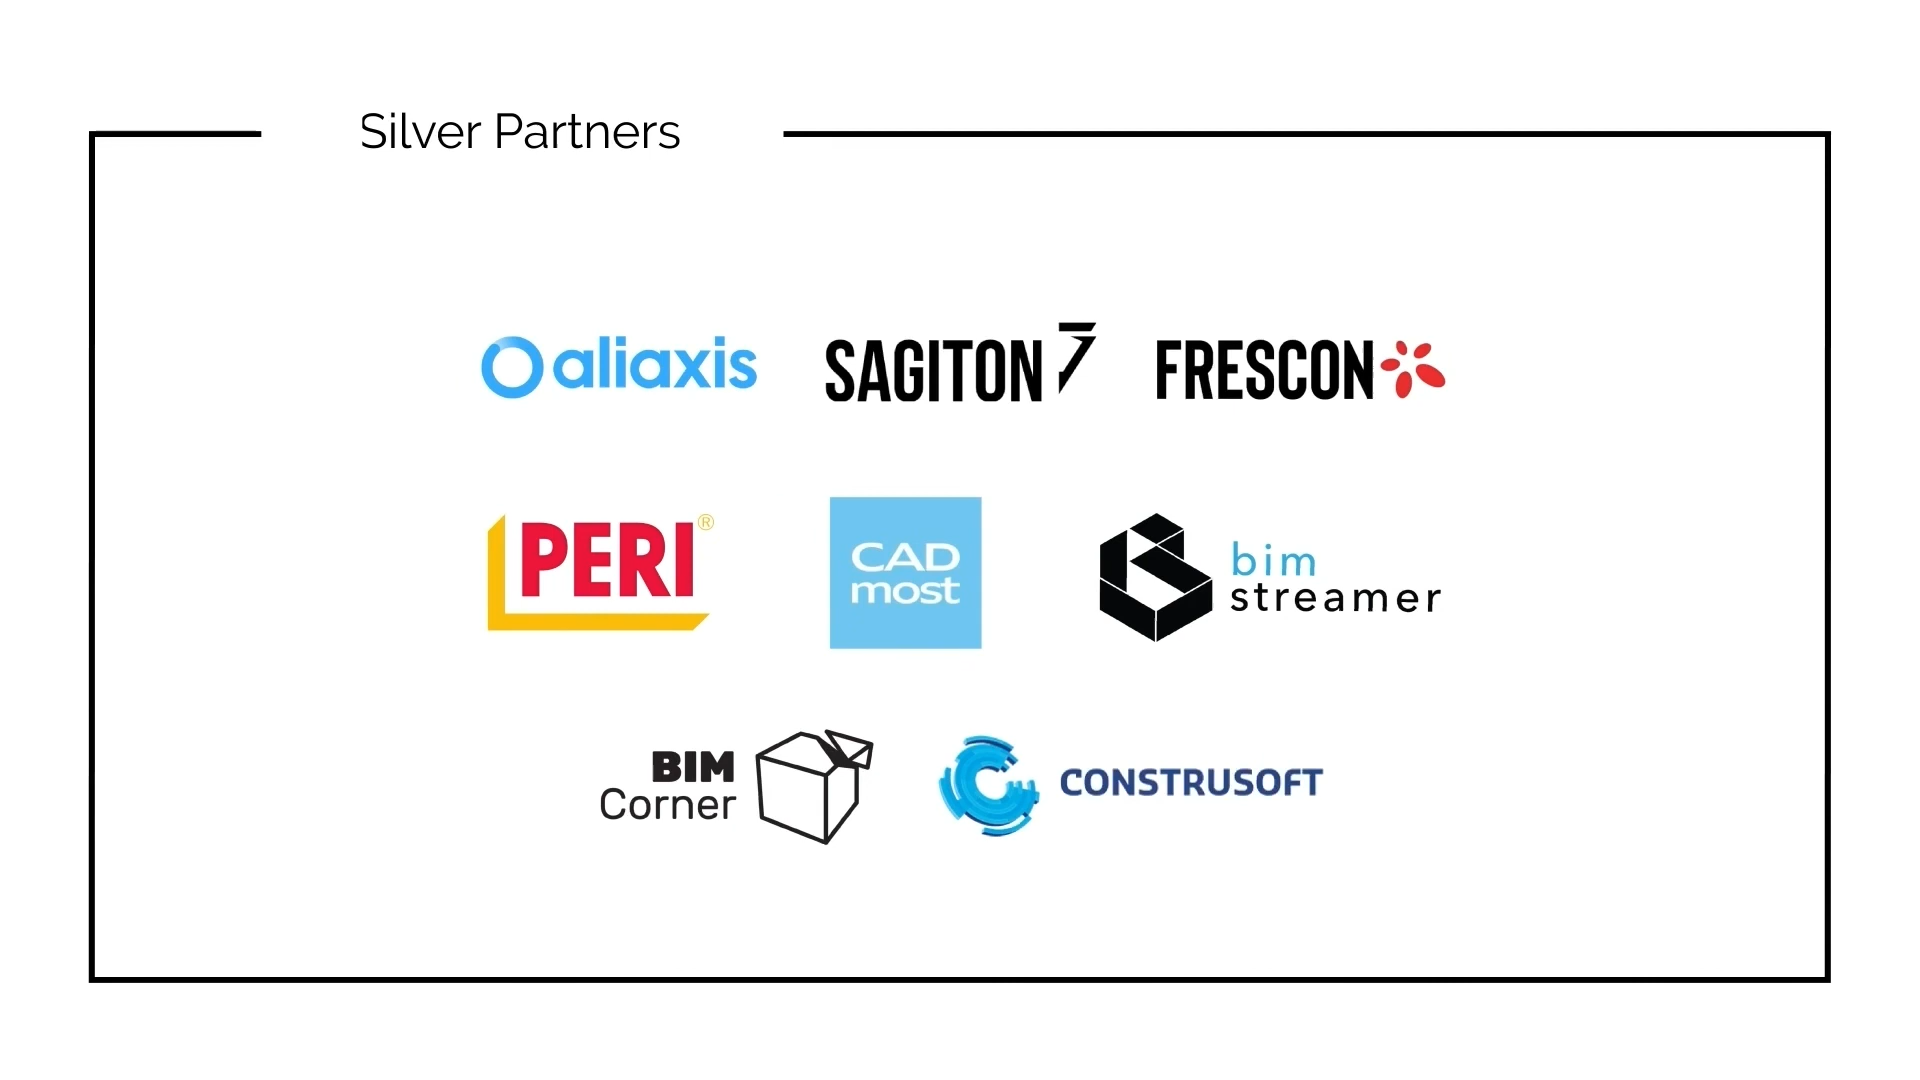 Silver Partners
aliaxis
SAGITON
FRESCON
PERI®
CAD
most
bim
streamer
BIM
Corner
CONSTRUSOFT